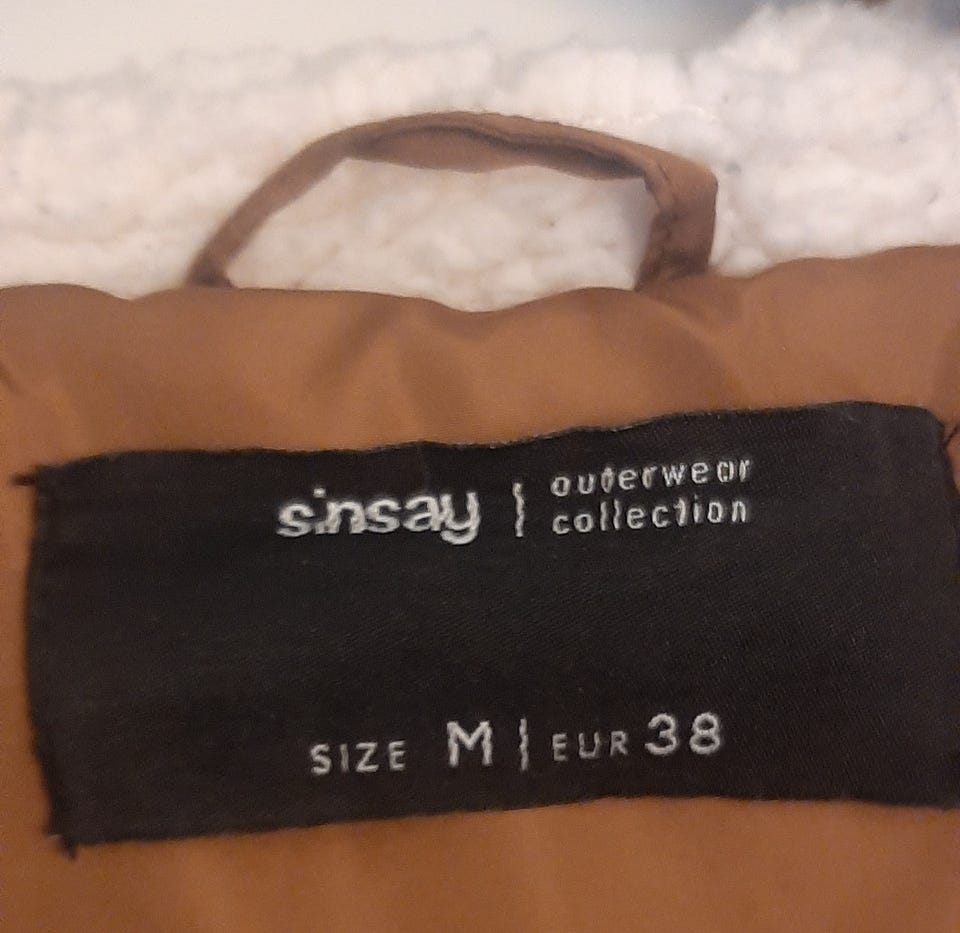 sinsay | outerwear
collection
SIZE M | EUR 38